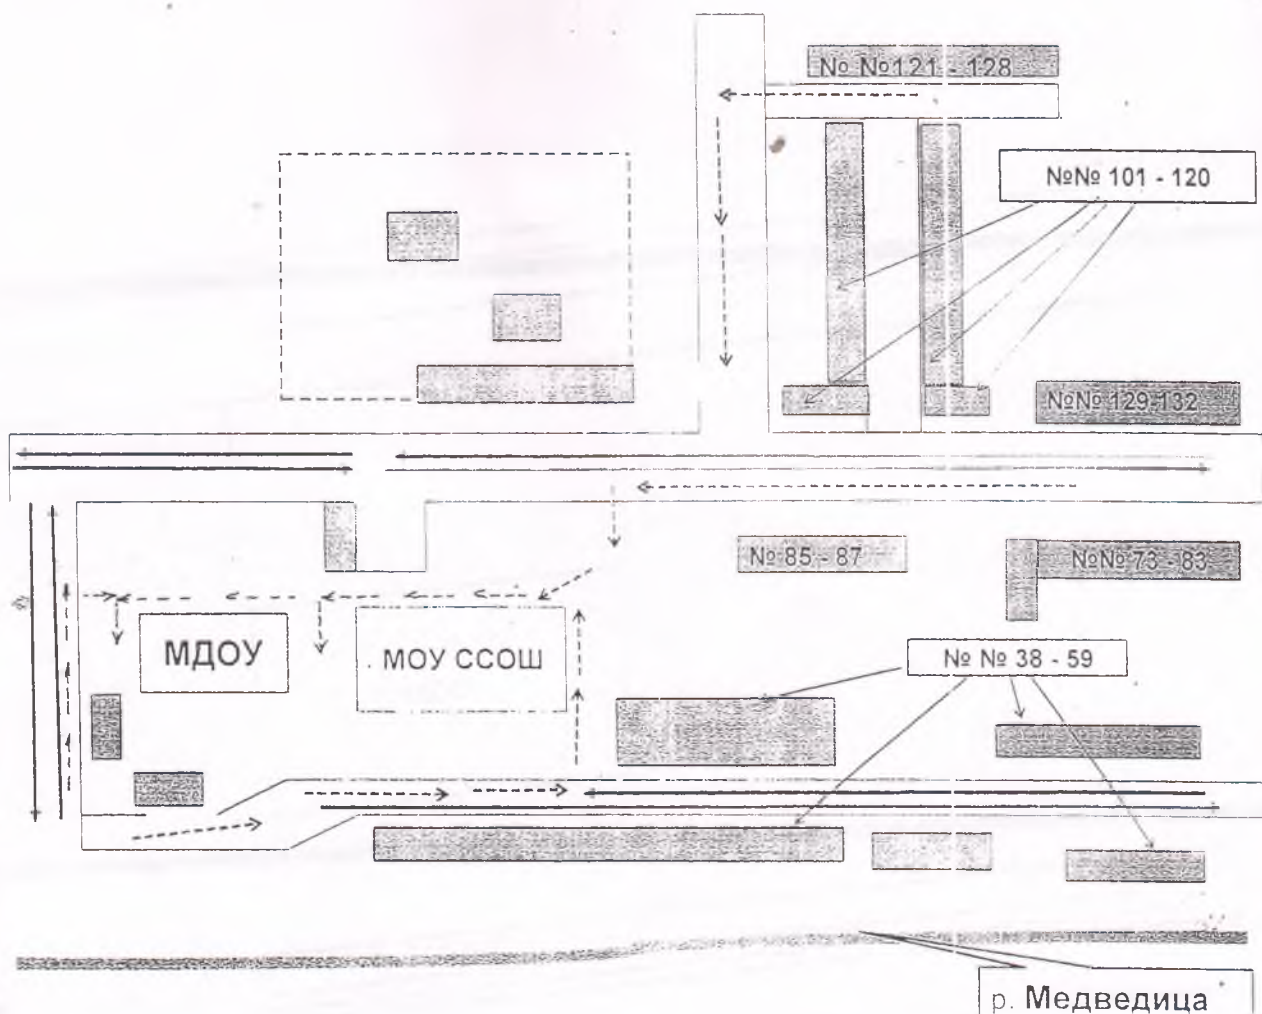 № №121 - 128
№№ 101 - 120
№№ 129-132
№ 85 - 87
№№ 73 - 83
МДОУ
МОУ ССОШ
№ № 38 - 59
р. Медведица